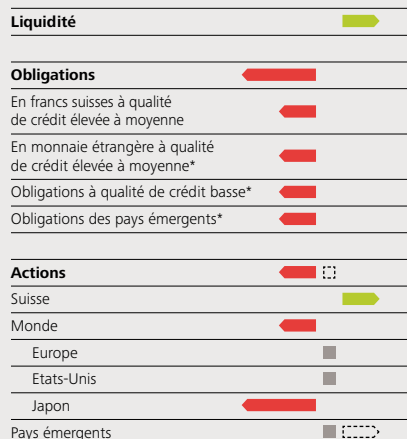 Liquidité
Obligations
En francs suisses à qualité
de crédit élevée à moyenne
En monnaie étrangère à qualité
de crédit élevée à moyenne*
Obligations à qualité de crédit basse*
Obligations des pays émergents*
Actions
Suisse
Monde
Europe
Etats-Unis
Japon
Pays émergents